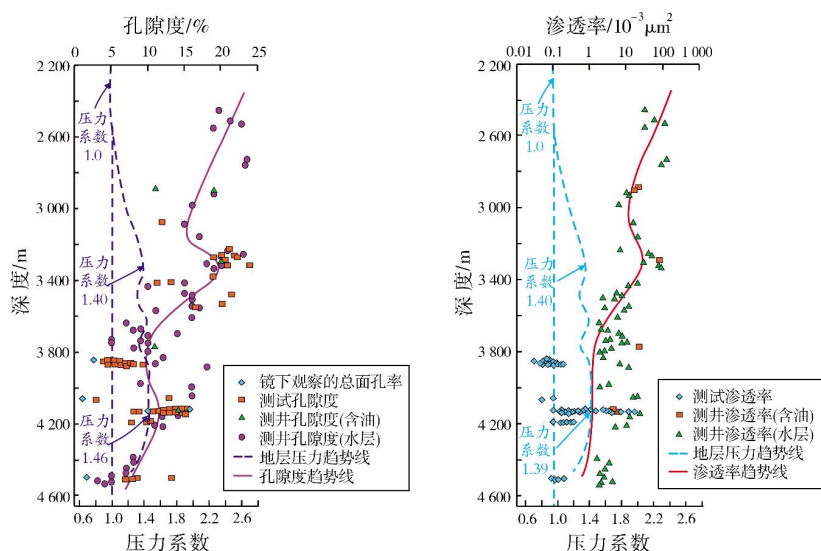 孔隙度/%
0 5 10 15 20 25
2 200
2 600
3 000
3 400
3 800
4 200
4 600
深度/m
压力
系数
1.0
压力
系数
1.40
压力
系数
1.46
镜下观察的总面孔率
测试孔隙度
测井孔隙度(含油)
测井孔隙度(水层)
地层压力趋势线
孔隙度趋势线
0.6 1.0 1.4 1.8 2.2 2.6
压力系数
渗透率/10⁻³μm²
0.01 0.1 1 10 100 1 000
2 200
2 600
3 000
3 400
3 800
4 200
4 600
深度/m
压力
系数
1.0
压力
系数
1.40
压力
系数
1.39
测试渗透率
测井渗透率(含油)
测井渗透率(水层)
地层压力趋势线
渗透率趋势线
0.6 1.0 1.4 1.8 2.2 2.6
压力系数